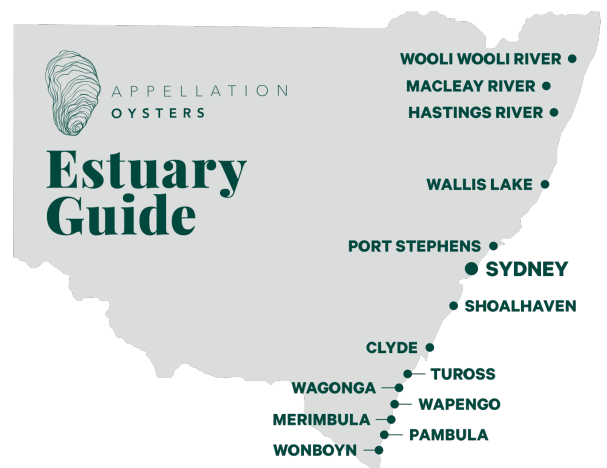 APPELLATION
OYSTERS
Estuary
Guide
WOOLI WOOLI RIVER
MACLEAY RIVER
HASTINGS RIVER
WALLIS LAKE
PORT STEPHENS
SYDNEY
SHOALHAVEN
CLYDE
TUROSS
WAGONGA
WAPENGO
MERIMBULA
PAMBULA
WONBOYN